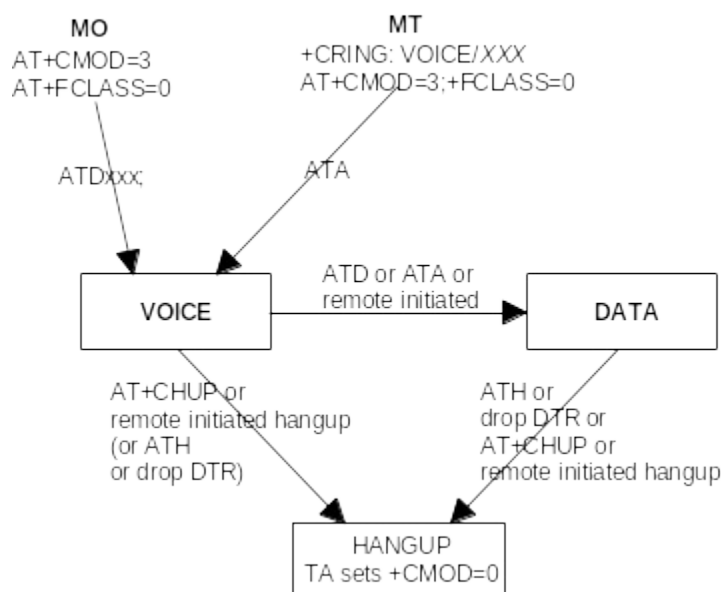 MO
AT+CMOD=3
AT+FCLASS=0
MT
+CRING: VOICE/XXX
AT+CMOD=3;+FCLASS=0
ATDxxx;
ATA
VOICE
ATD or ATA or
remote initiated
DATA
AT+CHUP or
remote initiated hangup
(or ATH
or drop DTR)
ATH or
drop DTR or
AT+CHUP or
remote initiated hangup
HANGUP
TA sets +CMOD=0